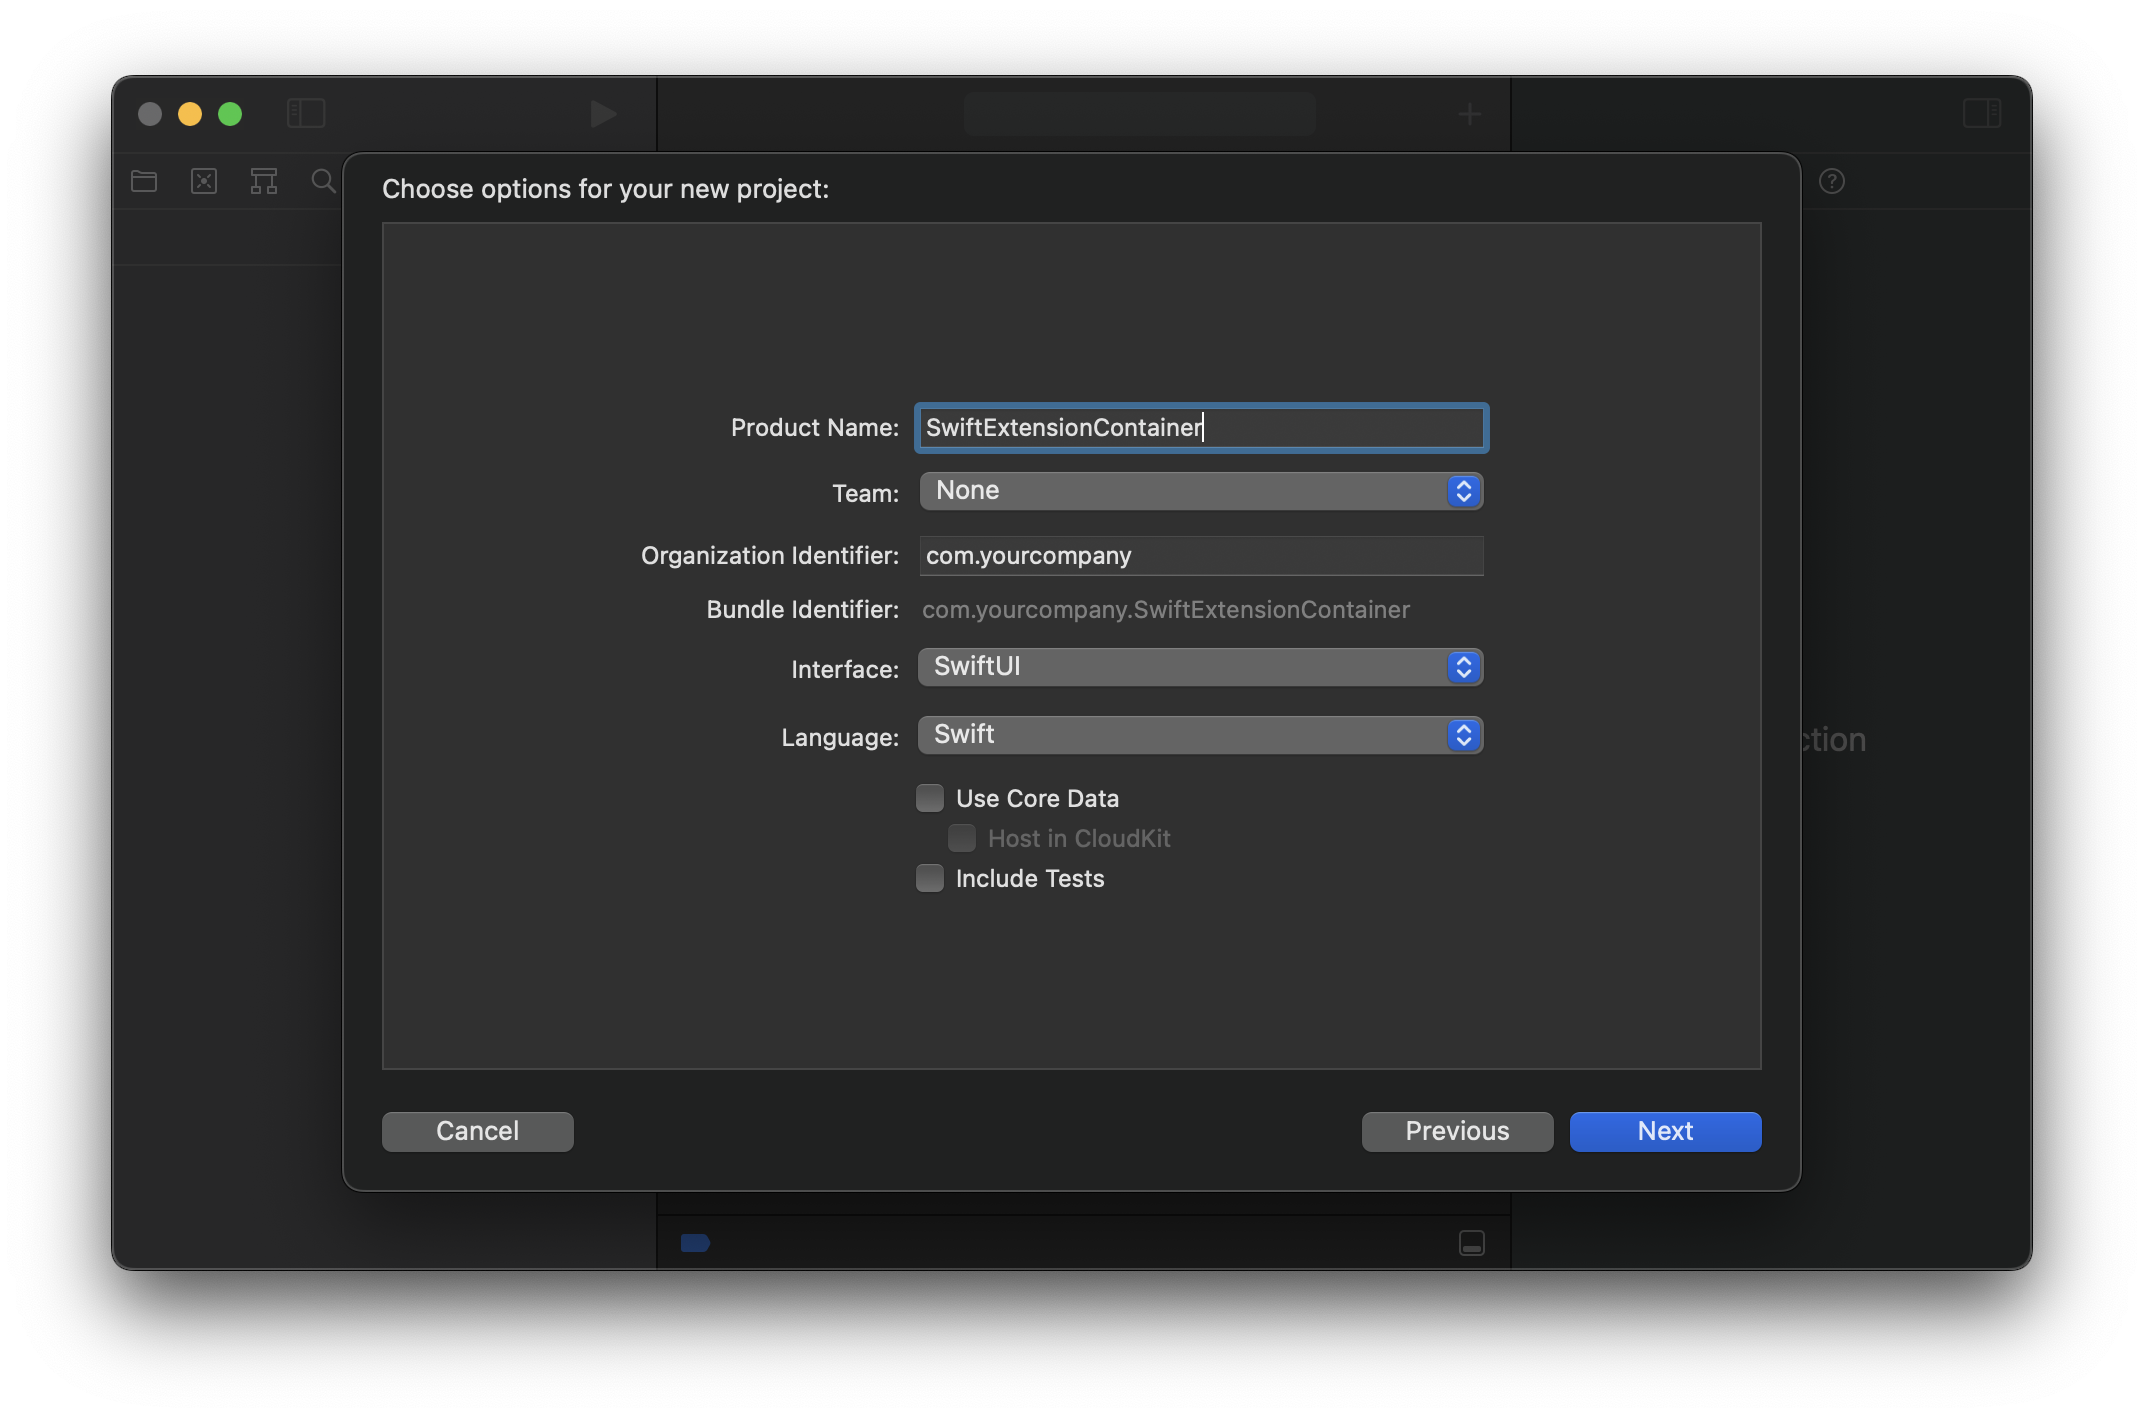 Choose options for your new project:
Product Name: SwiftExtensionContainer
Team: None
Organization Identifier: com.yourcompany
Bundle Identifier: com.yourcompany.SwiftExtensionContainer
Interface: SwiftUI
ction
Language: Swift
Use Core Data
Host in CloudKit
Include Tests
Cancel Previous Next